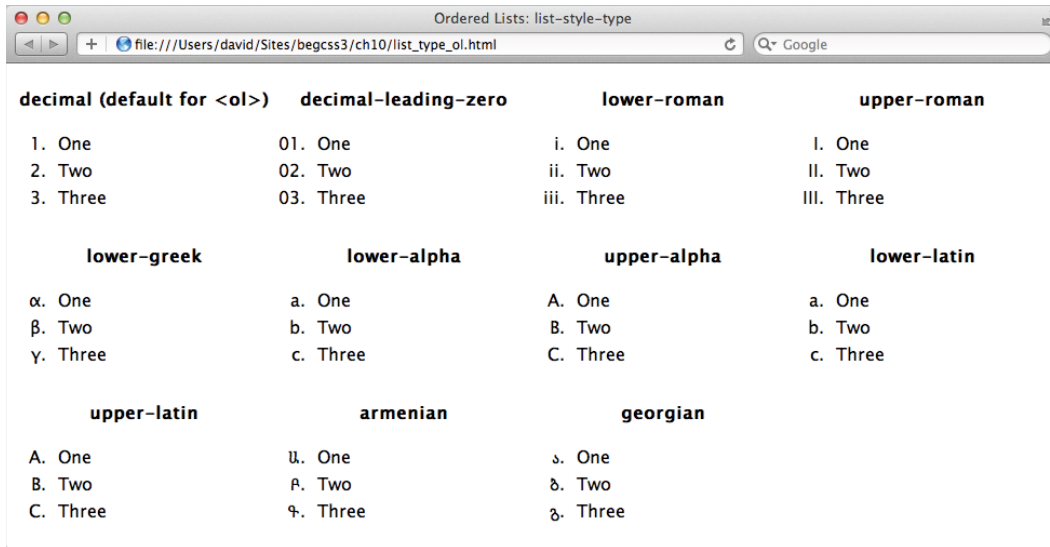 Ordered Lists: list-style-type
+ file:///Users/david/Sites/begcss3/ch10/list_type_ol.html Google
decimal (default for <ol>) decimal-leading-zero lower-roman upper-roman
1. One 01. One i. One I. One
2. Two 02. Two ii. Two II. Two
3. Three 03. Three iii. Three III. Three
lower-greek lower-alpha upper-alpha lower-latin
α. One a. One A. One a. One
β. Two b. Two B. Two b. Two
γ. Three c. Three C. Three c. Three
upper-latin armenian georgian
A. One Ա. One ა. One
B. Two Բ. Two ბ. Two
C. Three Գ. Three გ. Three